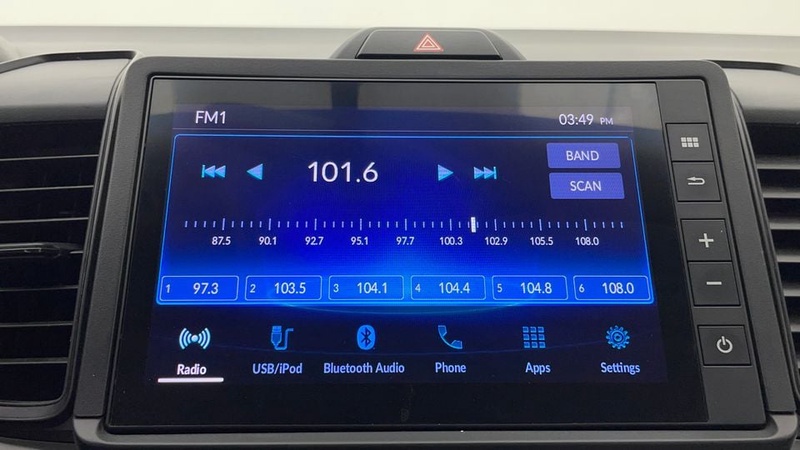 FM1 03:49 PM
BAND
101.6
SCAN
87.5 90.1 92.7 95.1 97.7 100.3 102.9 105.5 108.0
1 97.3 2 103.5 3 104.1 4 104.4 5 104.8 6 108.0
Radio USB/iPod Bluetooth Audio Phone Apps Settings